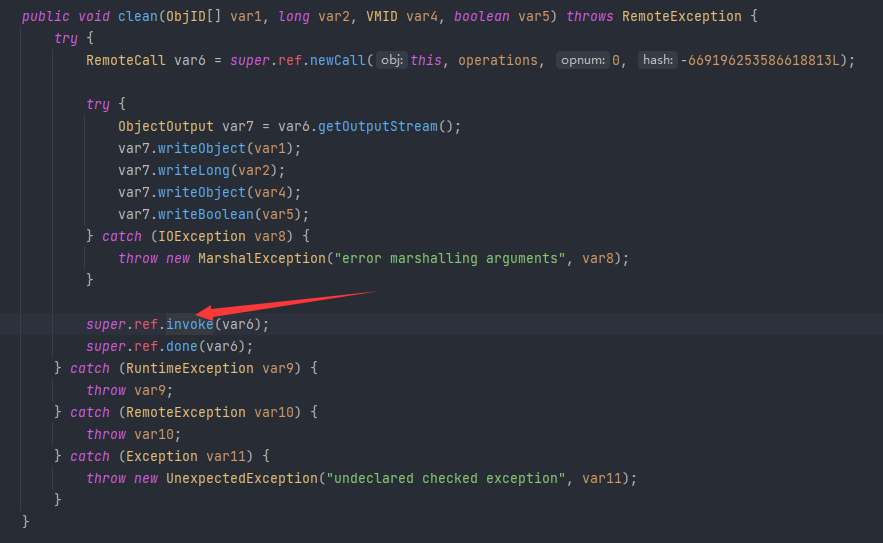 public void clean(ObjID[] var1, long var2, VMID var4, boolean var5) throws RemoteException {
try {
RemoteCall var6 = super.ref.newCall( obj: this, operations, opnum: 0, hash: -669196253586618813L);
try {
ObjectOutput var7 = var6.getOutputStream();
var7.writeObject(var1);
var7.writeLong(var2);
var7.writeObject(var4);
var7.writeBoolean(var5);
} catch (IOException var8) {
throw new MarshalException("error marshalling arguments", var8);
}
super.ref.invoke(var6);
super.ref.done(var6);
} catch (RuntimeException var9) {
throw var9;
} catch (RemoteException var10) {
throw var10;
} catch (Exception var11) {
throw new UnexpectedException("undeclared checked exception", var11);
}
}